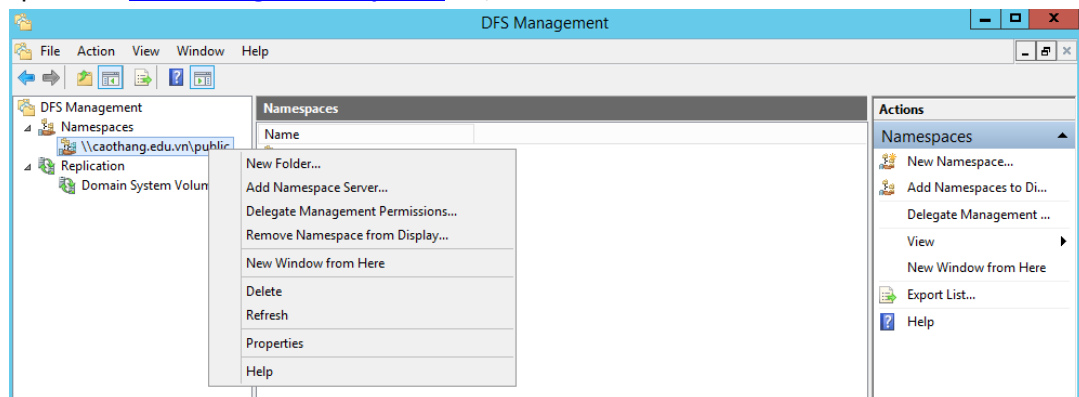 DFS Management
File Action View Window Help
DFS Management
Namespaces
\\caothang.edu.vn\public
Replication
Domain System Volum
Namespaces
Name
New Folder...
Add Namespace Server...
Delegate Management Permissions...
Remove Namespace from Display...
New Window from Here
Delete
Refresh
Properties
Help
Actions
Namespaces
New Namespace...
Add Namespaces to Di...
Delegate Management ...
View
New Window from Here
Export List...
Help